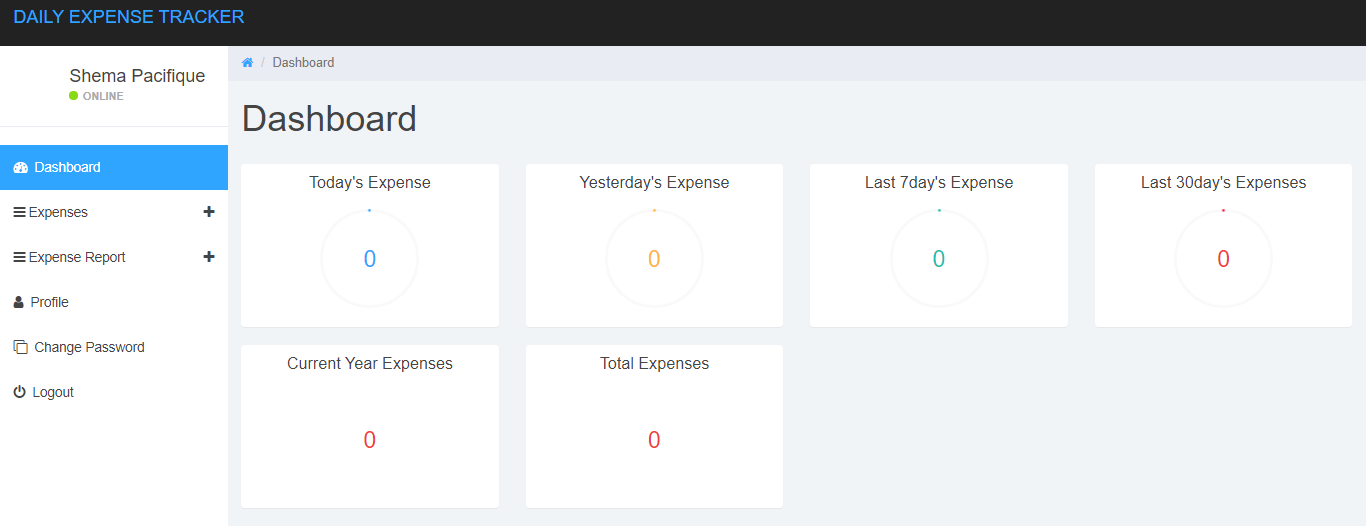 DAILY EXPENSE TRACKER
Shema Pacifique
ONLINE
Dashboard
Expenses
Expense Report
Profile
Change Password
Logout
/ Dashboard
Dashboard
Today's Expense
0
Yesterday's Expense
0
Last 7day's Expense
0
Last 30day's Expenses
0
Current Year Expenses
0
Total Expenses
0